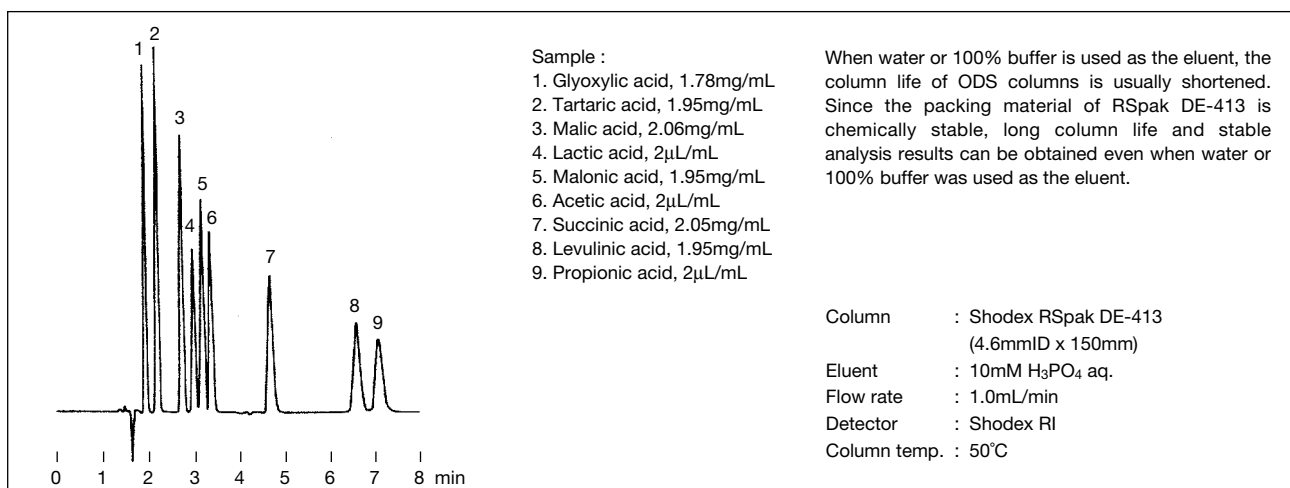 1
2
3
4
5
6
7
8
9
0 1 2 3 4 5 6 7 8 min
Sample :
1. Glyoxylic acid, 1.78mg/mL
2. Tartaric acid, 1.95mg/mL
3. Malic acid, 2.06mg/mL
4. Lactic acid, 2μL/mL
5. Malonic acid, 1.95mg/mL
6. Acetic acid, 2μL/mL
7. Succinic acid, 2.05mg/mL
8. Levulinic acid, 1.95mg/mL
9. Propionic acid, 2μL/mL
When water or 100% buffer is used as the eluent, the
column life of ODS columns is usually shortened.
Since the packing material of RSpak DE-413 is
chemically stable, long column life and stable
analysis results can be obtained even when water or
100% buffer was used as the eluent.
Column : Shodex RSpak DE-413
(4.6mmID x 150mm)
Eluent : 10mM H₃PO₄ aq.
Flow rate : 1.0mL/min
Detector : Shodex RI
Column temp. : 50°C